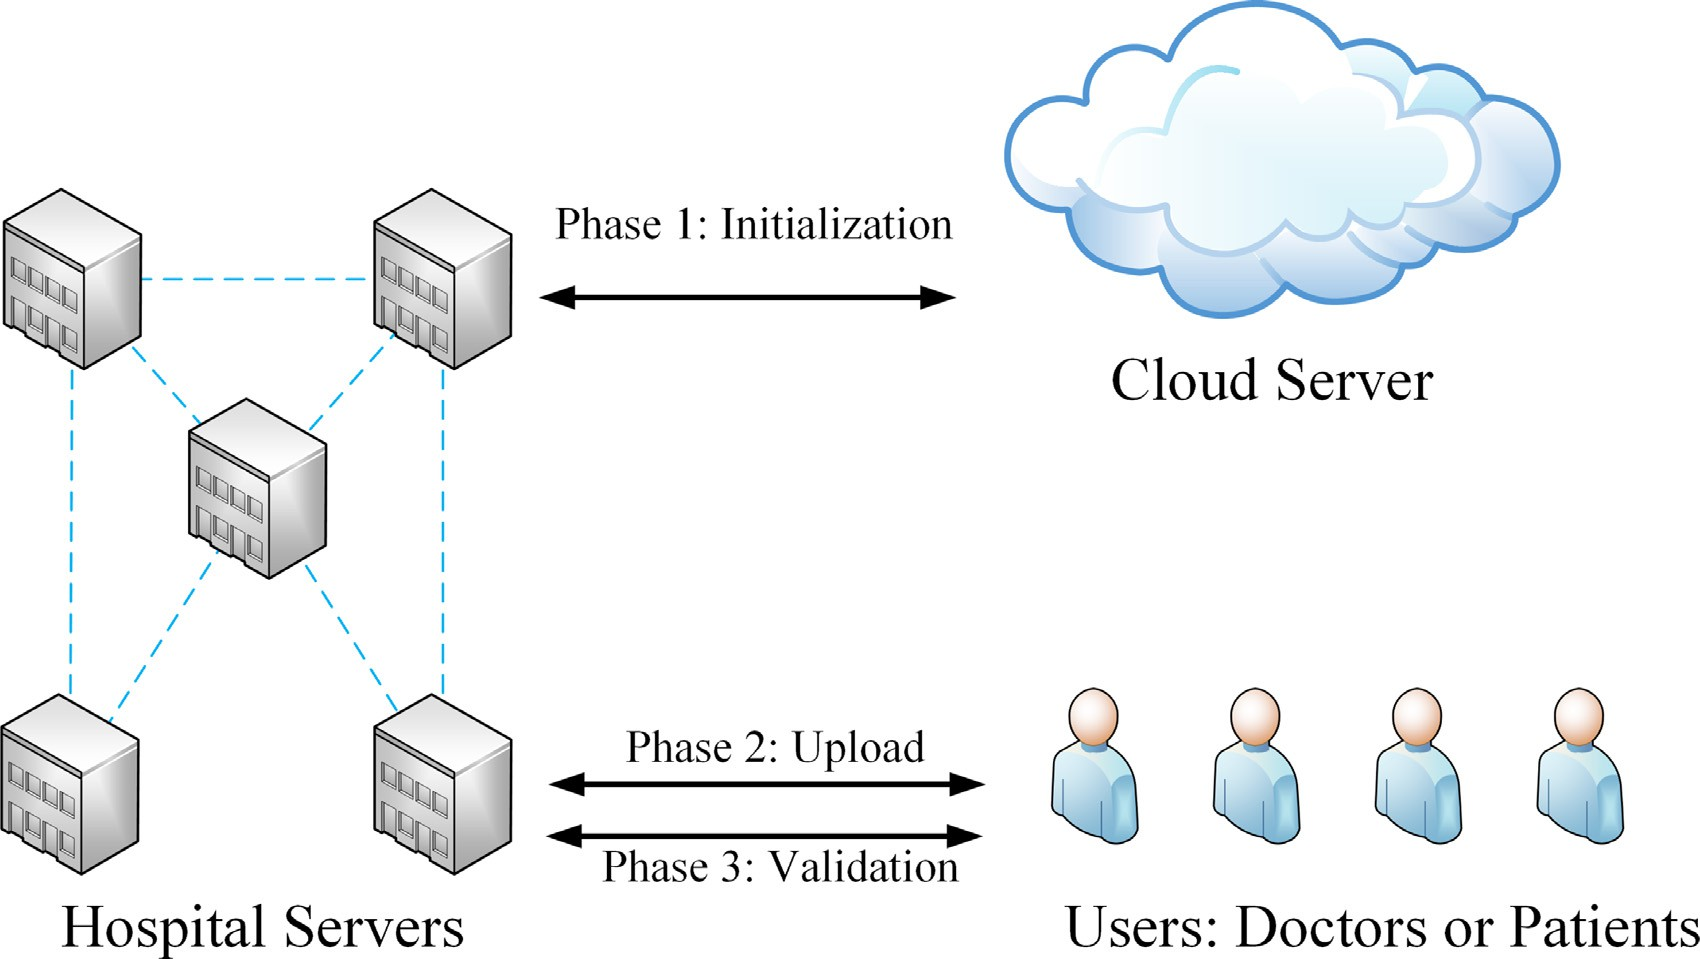 Phase 1: Initialization
Cloud Server
Phase 2: Upload
Phase 3: Validation
Hospital Servers
Users: Doctors or Patients